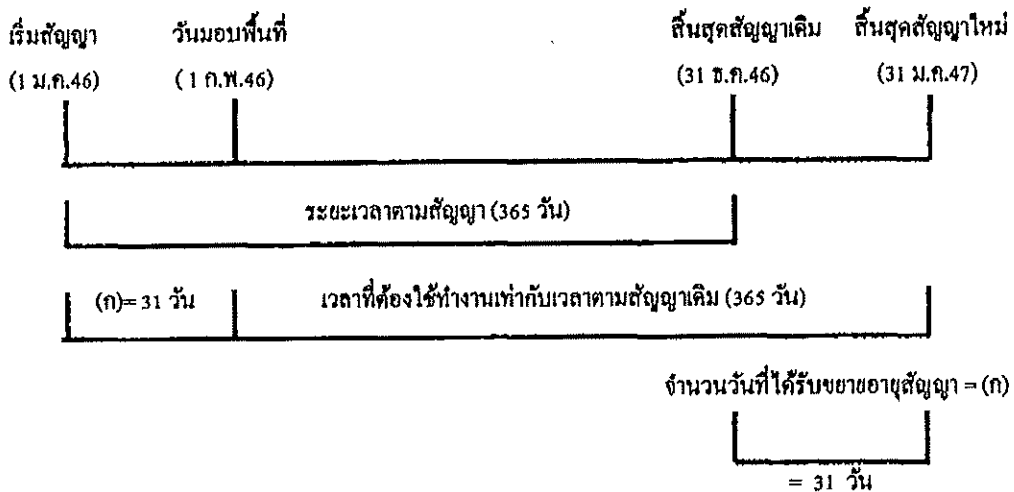 เริ่มสัญญา วันมอบพื้นที่ สิ้นสุดสัญญาเดิม สิ้นสุดสัญญาใหม่
(1 ม.ค.46) ( 1 ก.พ.46) (31 ธ.ค.46) (31 ม.ค.47)
ระยะเวลาตามสัญญา (365 วัน)
(ก)= 31 วัน เวลาที่ต้องใช้ทำงานเท่ากับเวลาตามสัญญาเดิม (365 วัน)
จำนวนวันที่ได้รับขยายอายุสัญญา = (ก)
= 31 วัน